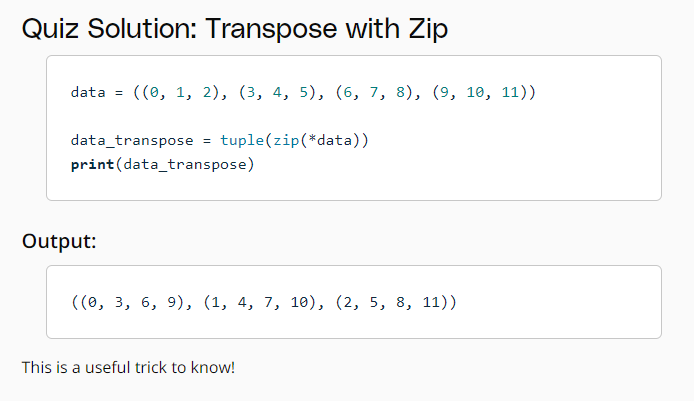 Quiz Solution: Transpose with Zip
data = ((0, 1, 2), (3, 4, 5), (6, 7, 8), (9, 10, 11))
data_transpose = tuple(zip(*data))
print(data_transpose)
Output:
((0, 3, 6, 9), (1, 4, 7, 10), (2, 5, 8, 11))
This is a useful trick to know!